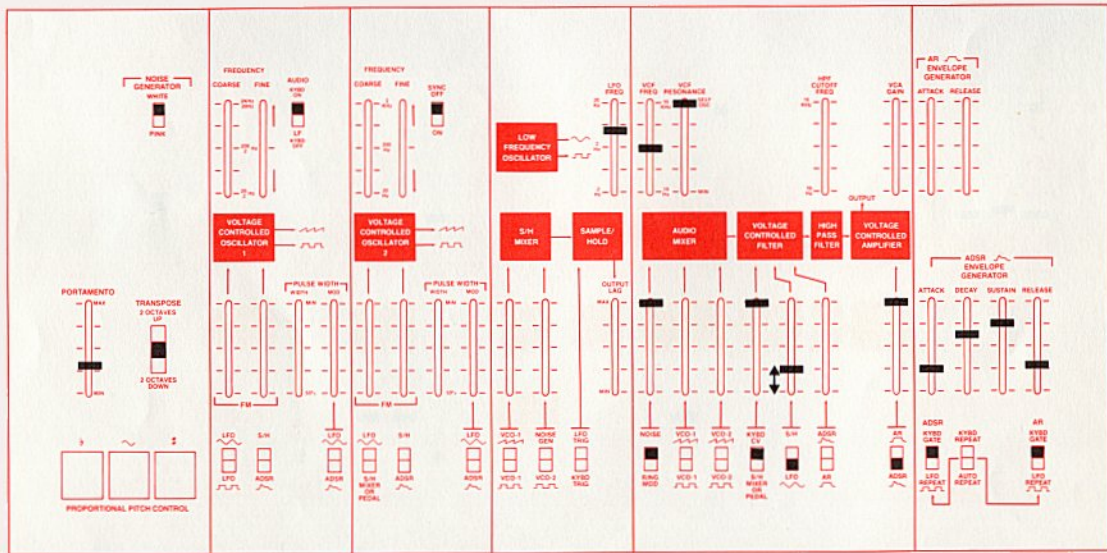 NOISE
GENERATOR
WHITE
PINK
PORTAMENTO
MAX
MIN
TRANSPOSE
2 OCTAVES
UP
2 OCTAVES
DOWN
PROPORTIONAL PITCH CONTROL
FREQUENCY
COARSE FINE
AUDIO
KYBD
ON
LF
KYBD
OFF
VOLTAGE
CONTROLLED
OSCILLATOR
1
PULSE WIDTH
WIDTH MOD
MIN
FM
LFO S/H LFO
LFO ADSR ADSR
FREQUENCY
COARSE FINE
SYNC
OFF
ON
VOLTAGE
CONTROLLED
OSCILLATOR
2
PULSE WIDTH
WIDTH MOD
MIN
FM
LFO S/H LFO
S/H
MIXER
OR
PEDAL
ADSR
ADSR
LFO
FREQ
LOW
FREQUENCY
OSCILLATOR
S/H
MIXER
SAMPLE/
HOLD
OUTPUT
LAG
MAX
MIN
VCO-1
NOISE
GEN
LFO
TRIG
VCO-1
VCO-2
KYBD
TRIG
VCF
FREQ
VCF
RESONANCE
SELF
OSC
MIN
HPF
CUTOFF
FREQ
VCA
GAIN
OUTPUT
AUDIO
MIXER
VOLTAGE
CONTROLLED
FILTER
HIGH
PASS
FILTER
VOLTAGE
CONTROLLED
AMPLIFIER
NOISE VCO-1 VCO-2
KYBD
CV
S/H ADSR AR
RING
MOD
VCO-1 VCO-2
S/H
MIXER
OR
PEDAL
LFO AR ADSR
AR
ENVELOPE
GENERATOR
ATTACK RELEASE
ADSR
ENVELOPE
GENERATOR
ATTACK DECAY SUSTAIN RELEASE
ADSR
KYBD
GATE
KYBD
REPEAT
AR
KYBD
GATE
LFO
REPEAT
AUTO
REPEAT
LFO
REPEAT